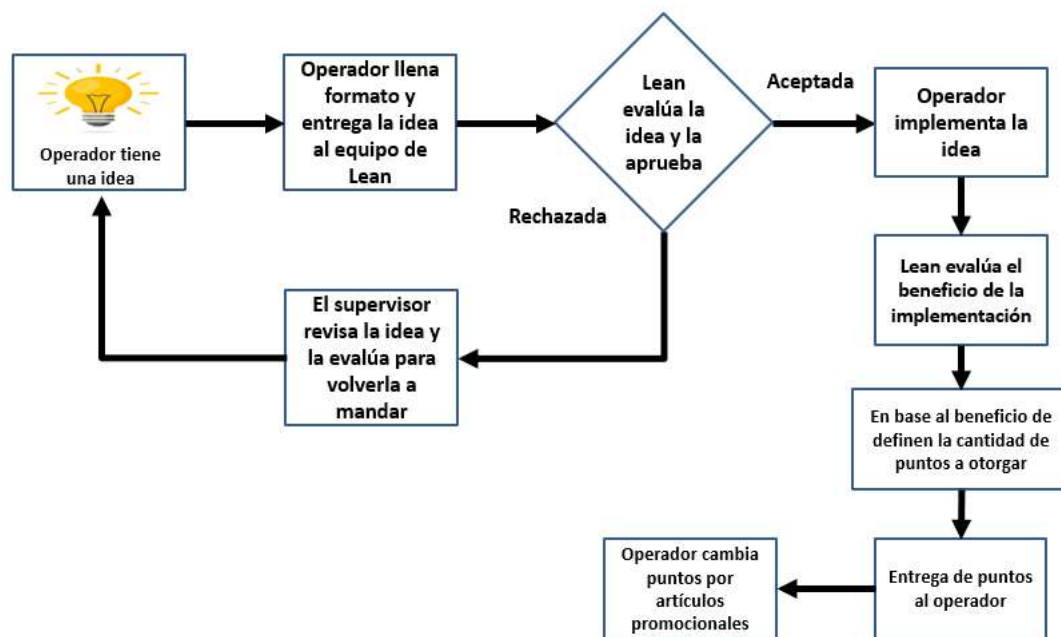 Operador tiene
una idea
Operador llena
formato y
entrega la idea
al equipo de
Lean
Lean
evalúa la
idea y la
aprueba
Aceptada
Operador
implementa la
idea
Rechazada
El supervisor
revisa la idea y
la evalúa para
volverla a
mandar
Lean evalúa el
beneficio de la
implementación
En base al beneficio de
definen la cantidad de
puntos a otorgar
Entrega de puntos
al operador
Operador cambia
puntos por
artículos
promocionales